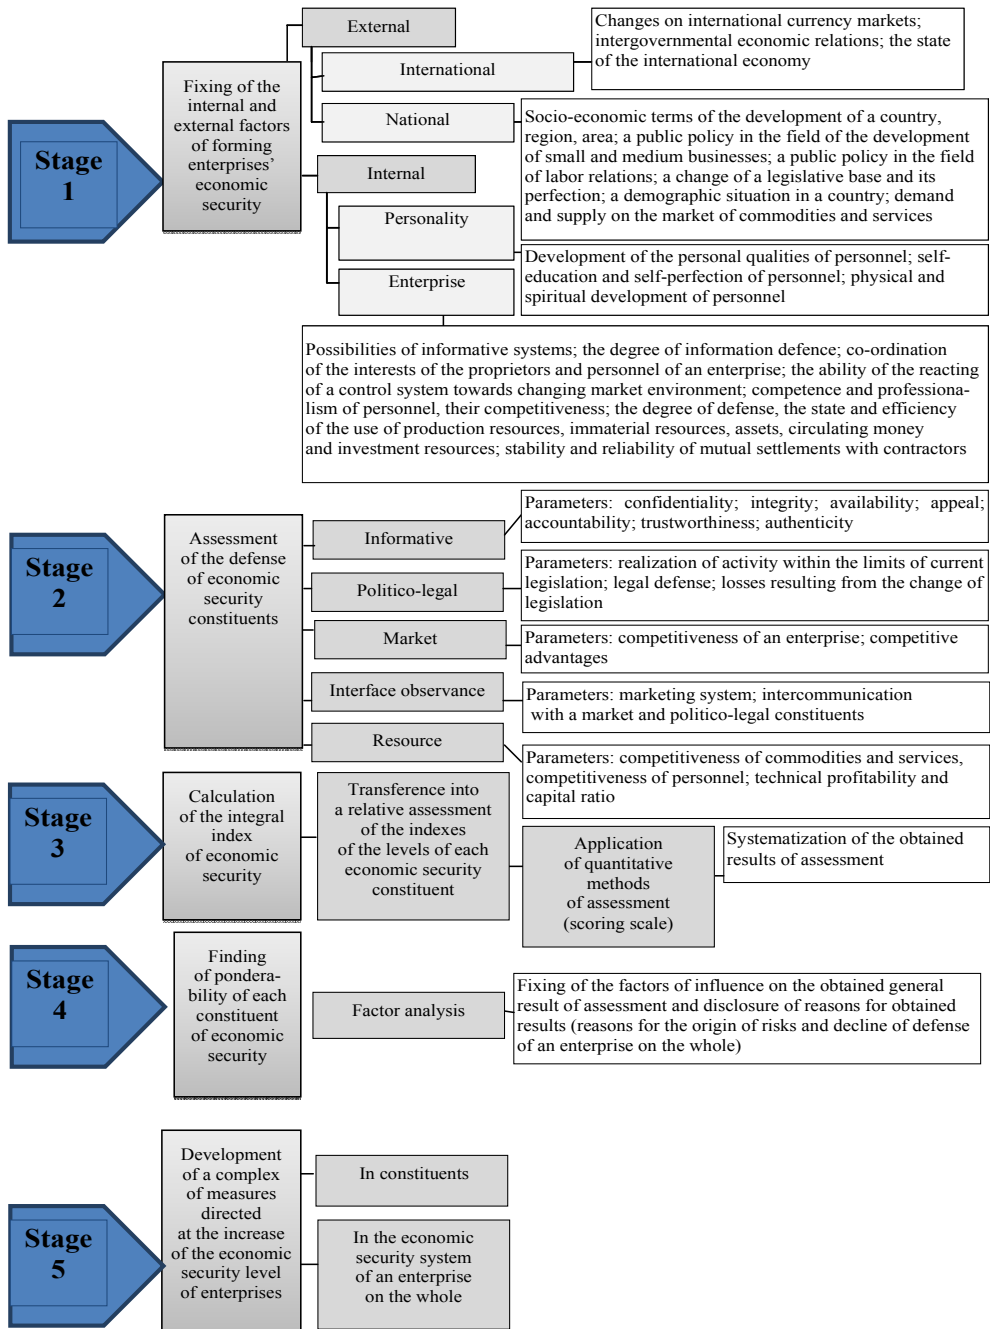 Stage
1
Fixing of the
internal and
external factors
of forming
enterprises’
economic
security
External
International
Changes on international currency markets;
intergovernmental economic relations; the state
of the international economy
National
Socio-economic terms of the development of a country,
region, area; a public policy in the field of the development
of small and medium businesses; a public policy in the field
of labor relations; a change of a legislative base and its
perfection; a demographic situation in a country; demand
and supply on the market of commodities and services
Internal
Personality
Development of the personal qualities of personnel; self-
education and self-perfection of personnel; physical and
spiritual development of personnel
Enterprise
Possibilities of informative systems; the degree of information defence; co-ordination
of the interests of the proprietors and personnel of an enterprise; the ability of the reacting
of a control system towards changing market environment; competence and professiona-
lism of personnel, their competitiveness; the degree of defense, the state and efficiency
of the use of production resources, immaterial resources, assets, circulating money
and investment resources; stability and reliability of mutual settlements with contractors
Stage
2
Assessment
of the defense
of economic
security
constituents
Informative
Parameters: confidentiality; integrity; availability; appeal;
accountability; trustworthiness; authenticity
Politico-legal
Parameters: realization of activity within the limits of current
legislation; legal defense; losses resulting from the change of
legislation
Market
Parameters: competitiveness of an enterprise; competitive
advantages
Interface observance
Parameters: marketing system; intercommunication
with a market and politico-legal constituents
Resource
Parameters: competitiveness of commodities and services,
competitiveness of personnel; technical profitability and
capital ratio
Stage
3
Calculation
of the integral
index
of economic
security
Transference into
a relative assessment
of the indexes
of the levels of each
economic security
constituent
Application
of quantitative
methods
of assessment
(scoring scale)
Systematization of the obtained
results of assessment
Stage
4
Finding
of pondera-
bility of each
constituent
of economic
security
Factor analysis
Fixing of the factors of influence on the obtained general
result of assessment and disclosure of reasons for obtained
results (reasons for the origin of risks and decline of defense
of an enterprise on the whole)
Stage
5
Development
of a complex
of measures
directed
at the increase
of the economic
security level
of enterprises
In constituents
In the economic
security system
of an enterprise
on the whole